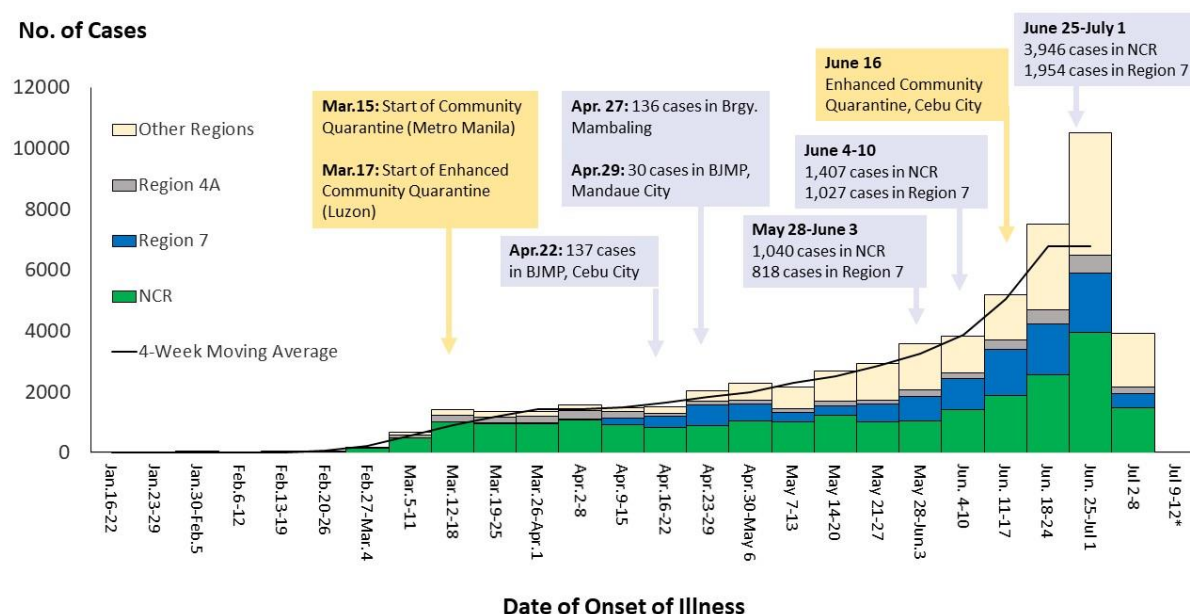 No. of Cases
12000
10000
8000
6000
4000
2000
0
Other Regions
Region 4A
Region 7
NCR
4-Week Moving Average
Mar.15: Start of Community
Quarantine (Metro Manila)
Mar.17: Start of Enhanced
Community Quarantine
(Luzon)
Apr.22: 137 cases
in BJMP, Cebu City
Apr. 27: 136 cases in Brgy.
Mambaling
Apr.29: 30 cases in BJMP,
Mandaue City
May 28-June 3
1,040 cases in NCR
818 cases in Region 7
June 4-10
1,407 cases in NCR
1,027 cases in Region 7
June 16
Enhanced Community
Quarantine, Cebu City
June 25-July 1
3,946 cases in NCR
1,954 cases in Region 7
Jan.16-22
Jan.23-29
Jan.30-Feb.5
Feb.6-12
Feb.13-19
Feb.20-26
Feb.27-Mar.4
Mar.5-11
Mar.12-18
Mar.19-25
Mar.26-Apr.1
Apr.2-8
Apr.9-15
Apr.16-22
Apr.23-29
Apr.30-May 6
May 7-13
May 14-20
May 21-27
May 28-Jun.3
Jun. 4-10
Jun. 11-17
Jun. 18-24
Jun. 25-Jul 1
Jul 2-8
Jul 9-12*
Date of Onset of Illness